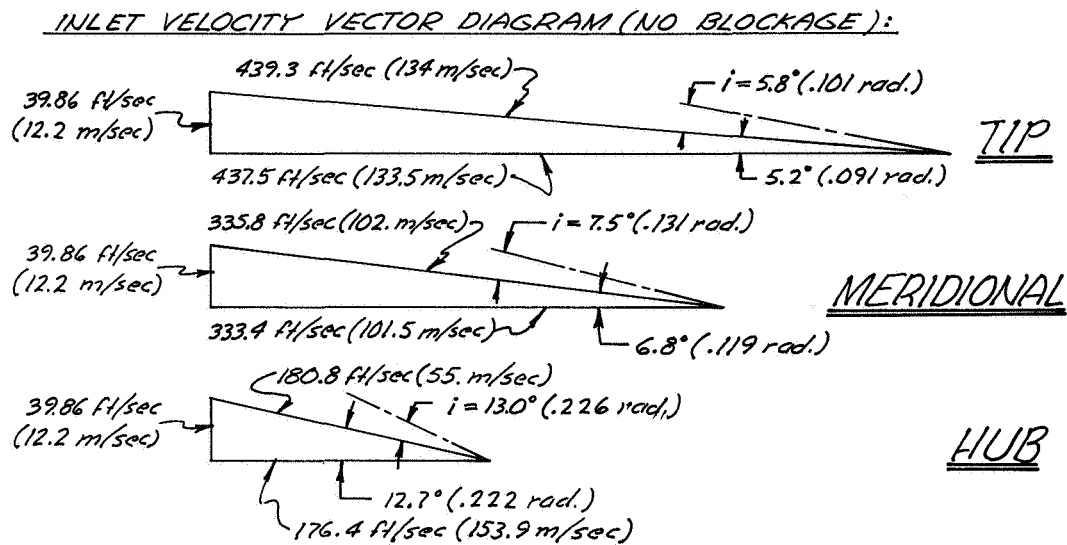 INLET VELOCITY VECTOR DIAGRAM (NO BLOCKAGE):
439.3 ft/sec (134 m/sec)
i = 5.8° (.101 rad.)
39.86 ft/sec
(12.2 m/sec)
TIP
437.5 ft/sec (133.5 m/sec)
5.2° (.091 rad.)
335.8 ft/sec (102. m/sec)
i = 7.5° (.131 rad.)
39.86 ft/sec
(12.2 m/sec)
MERIDIONAL
333.4 ft/sec (101.5 m/sec)
6.8° (.119 rad.)
180.8 ft/sec (55. m/sec)
i = 13.0° (.226 rad.)
39.86 ft/sec
(12.2 m/sec)
HUB
12.7° (.222 rad.)
176.4 ft/sec (153.9 m/sec)